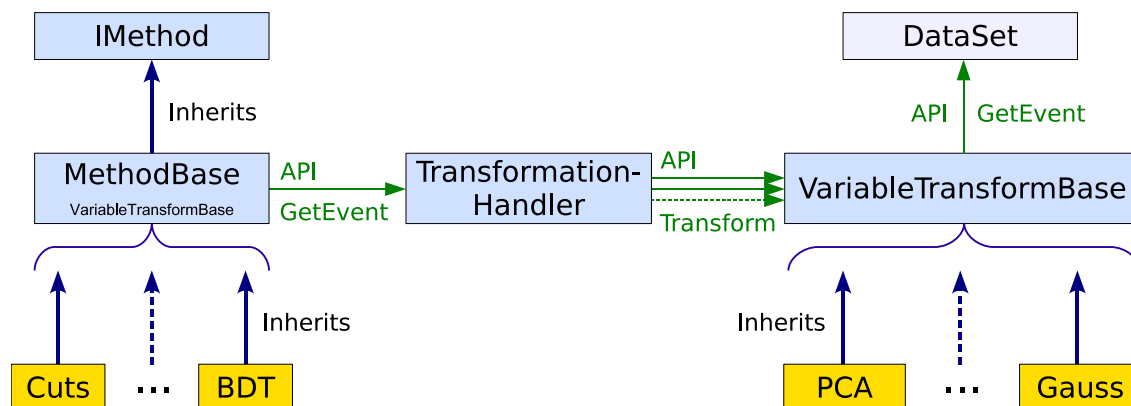 IMethod
DataSet
Inherits
API GetEvent
MethodBase
VariableTransformBase
API
GetEvent
Transformation-
Handler
API
Transform
VariableTransformBase
Inherits
Inherits
Cuts ... BDT
PCA ... Gauss